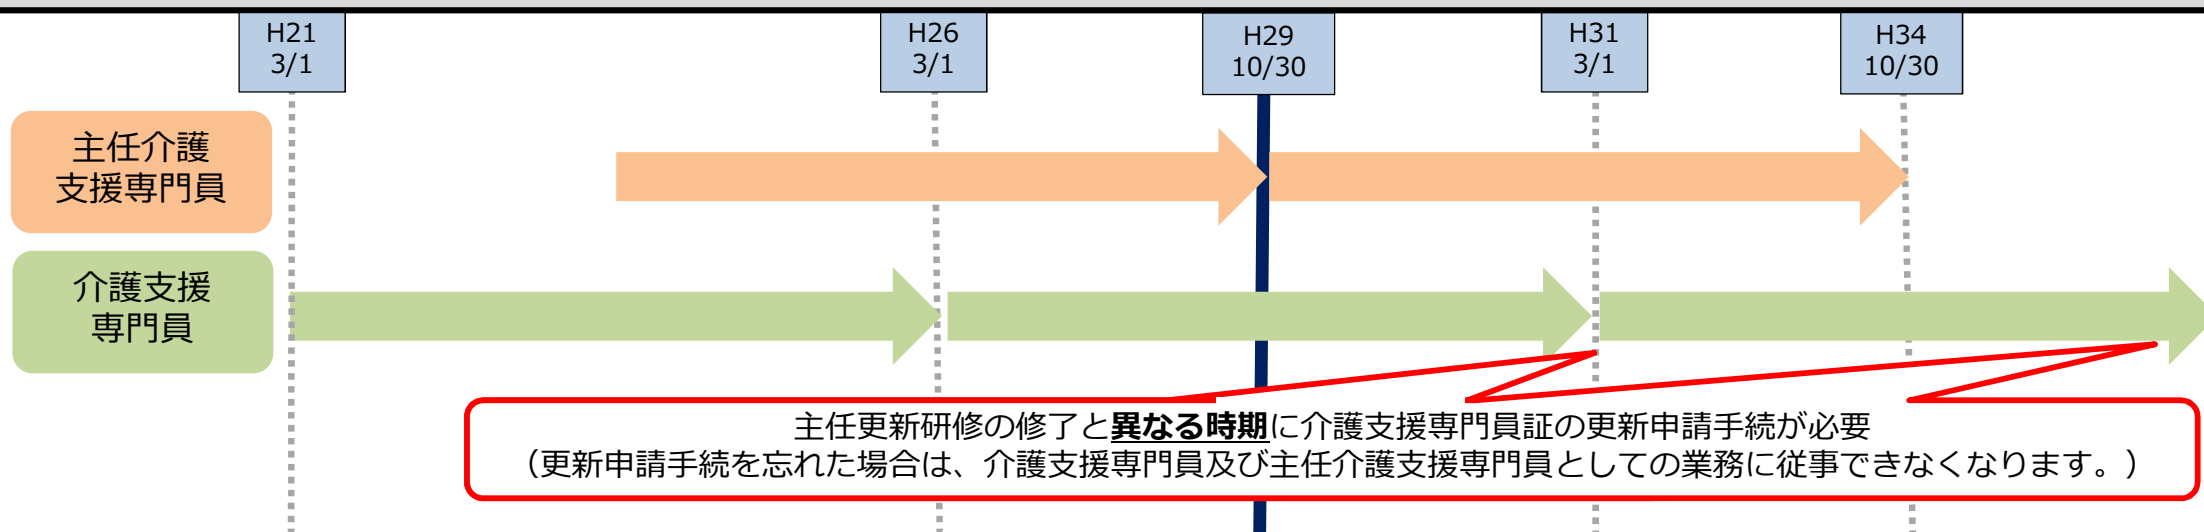 H21
3/1
H26
3/1
H29
10/30
H31
3/1
H34
10/30
主任介護
支援専門員
介護支援
専門員
主任更新研修の修了と異なる時期に介護支援専門員証の更新申請手続が必要
（更新申請手続を忘れた場合は、介護支援専門員及び主任介護支援専門員としての業務に従事できなくなります。）